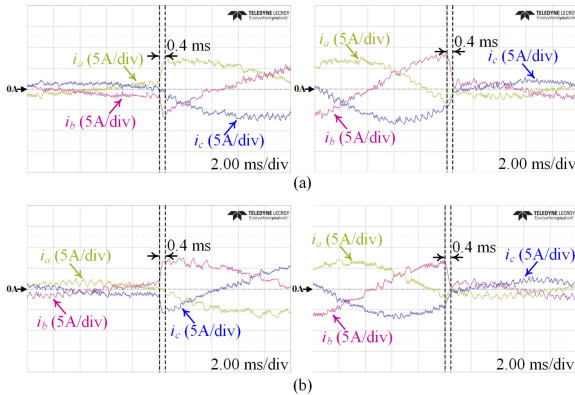 TELEDYNE LECROY
Everywhereyoulook
0.4 ms
i_a (5A/div)
0A
i_b (5A/div)
i_c (5A/div)
2.00 ms/div
TELEDYNE LECROY
Everywhereyoulook
0.4 ms
i_a (5A/div)
i_c (5A/div)
0A
i_b (5A/div)
2.00 ms/div
(a)
TELEDYNE LECROY
Everywhereyoulook
0.4 ms
i_a (5A/div)
0A
i_b (5A/div)
i_c (5A/div)
2.00 ms/div
TELEDYNE LECROY
Everywhereyoulook
i_a (5A/div)
0.4 ms
i_c (5A/div)
0A
i_b (5A/div)
2.00 ms/div
(b)